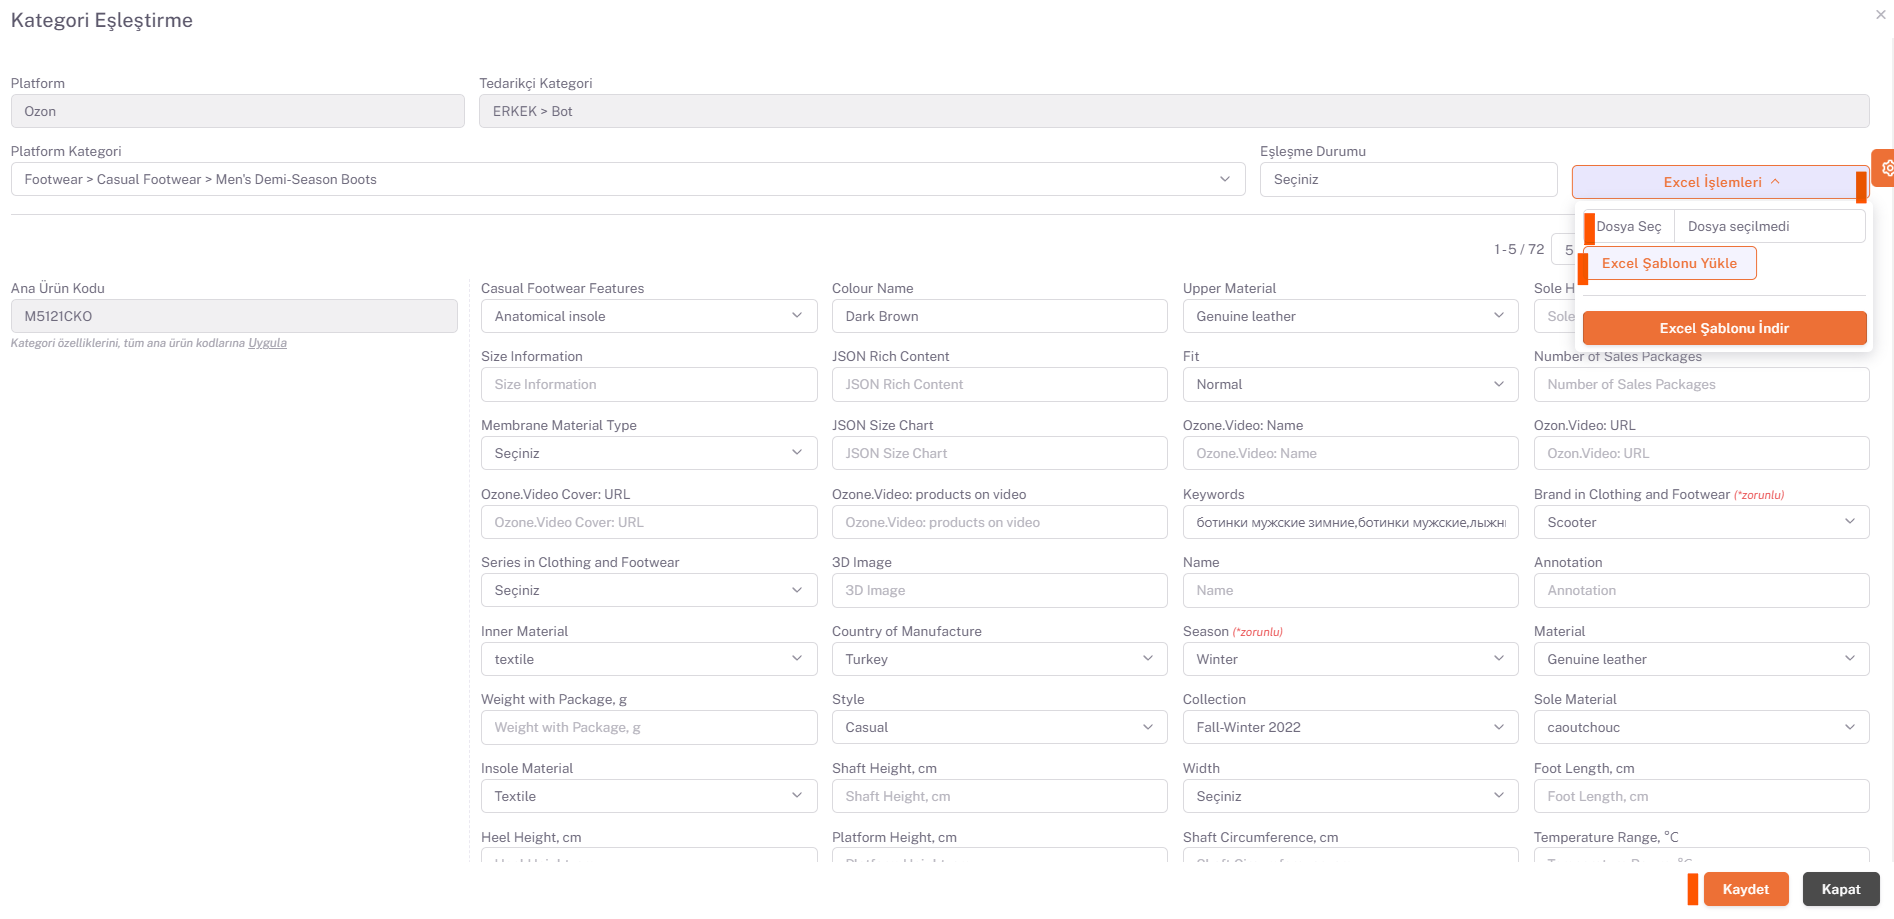 Kategori Eşleştirme
Platform
Tedarikçi Kategori
Ozon
ERKEK > Bot
Platform Kategori
Eşleşme Durumu
Footwear > Casual Footwear > Men's Demi-Season Boots
Seçiniz
Excel İşlemleri
Dosya Seç
Dosya seçilmedi
1 - 5 / 72
5
Excel Şablonu Yükle
Excel Şablonu İndir
Ana Ürün Kodu
M5121CKO
Kategori özelliklerini, tüm ana ürün kodlarına Uygula
Casual Footwear Features
Colour Name
Upper Material
Sole H
Anatomical insole
Dark Brown
Genuine leather
Sole
Size Information
JSON Rich Content
Fit
Number of Sales Packages
Size Information
JSON Rich Content
Normal
Number of Sales Packages
Membrane Material Type
JSON Size Chart
Ozone.Video: Name
Ozon.Video: URL
Seçiniz
JSON Size Chart
Ozone.Video: Name
Ozon.Video: URL
Ozone.Video Cover: URL
Ozone.Video: products on video
Keywords
Brand in Clothing and Footwear (*zorunlu)
Ozone.Video Cover: URL
Ozone.Video: products on video
ботинки мужские зимние,ботинки мужские,лыжн
Scooter
Series in Clothing and Footwear
3D Image
Name
Annotation
Seçiniz
3D Image
Name
Annotation
Inner Material
Country of Manufacture
Season (*zorunlu)
Material
textile
Turkey
Winter
Genuine leather
Weight with Package, g
Style
Collection
Sole Material
Weight with Package, g
Casual
Fall-Winter 2022
caoutchouc
Insole Material
Shaft Height, cm
Width
Foot Length, cm
Textile
Shaft Height, cm
Seçiniz
Foot Length, cm
Heel Height, cm
Platform Height, cm
Shaft Circumference, cm
Temperature Range, °C
Kaydet
Kapat